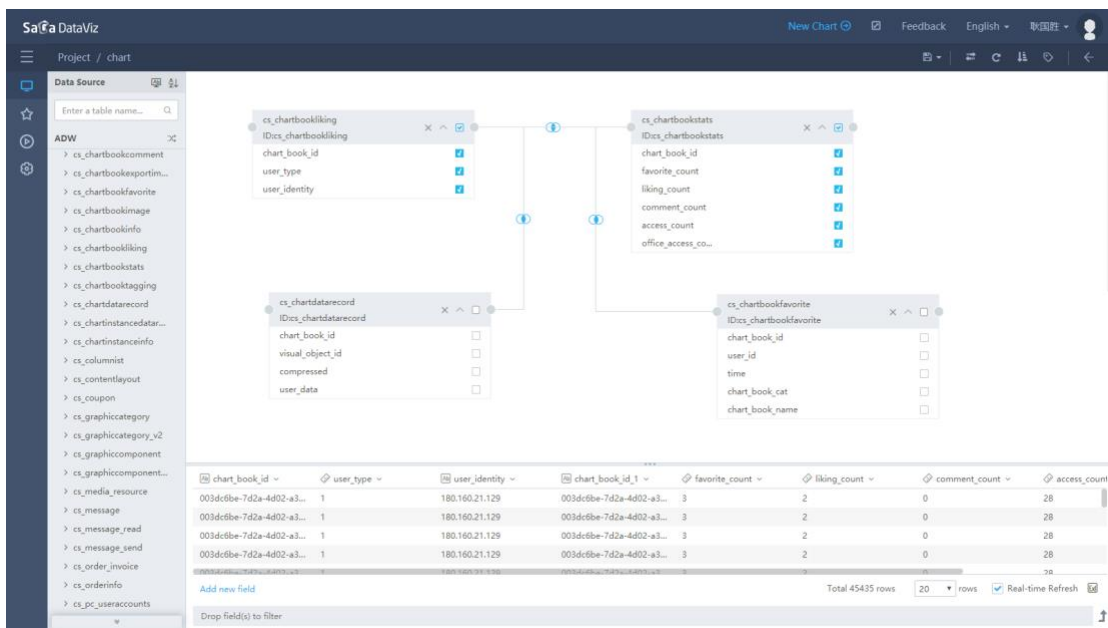 SaCa DataViz
New Chart
Feedback
English
耿国胜
Project / chart
Data Source
Enter a table name...
ADW
cs_chartbookcomment
cs_chartbookexportim...
cs_chartbookfavorite
cs_chartbookimage
cs_chartbookinfo
cs_chartbookliking
cs_chartbookstats
cs_chartbooktagging
cs_chartdatarecord
cs_chartinstancedatar...
cs_chartinstanceinfo
cs_columnist
cs_contentlayout
cs_coupon
cs_graphiccategory
cs_graphiccategory_v2
cs_graphiccomponent
cs_graphiccomponent...
cs_media_resource
cs_message
cs_message_read
cs_message_send
cs_order_invoice
cs_orderinfo
cs_pc_useraccounts
cs_chartbookliking
ID:cs_chartbookliking
chart_book_id
user_type
user_identity
cs_chartbookstats
ID:cs_chartbookstats
chart_book_id
favorite_count
liking_count
comment_count
access_count
office_access_co...
cs_chartdatarecord
ID:cs_chartdatarecord
chart_book_id
visual_object_id
compressed
user_data
cs_chartbookfavorite
ID:cs_chartbookfavorite
chart_book_id
user_id
time
chart_book_cat
chart_book_name
chart_book_id user_type user_identity chart_book_id_1 favorite_count liking_count comment_count access_count
003dc6be-7d2a-4d02-a3... 1 180.160.21.129 003dc6be-7d2a-4d02-a3... 3 2 0 28
003dc6be-7d2a-4d02-a3... 1 180.160.21.129 003dc6be-7d2a-4d02-a3... 3 2 0 28
003dc6be-7d2a-4d02-a3... 1 180.160.21.129 003dc6be-7d2a-4d02-a3... 3 2 0 28
003dc6be-7d2a-4d02-a3... 1 180.160.21.129 003dc6be-7d2a-4d02-a3... 3 2 0 28
Add new field
Total 45435 rows 20 rows Real-time Refresh
Drop field(s) to filter